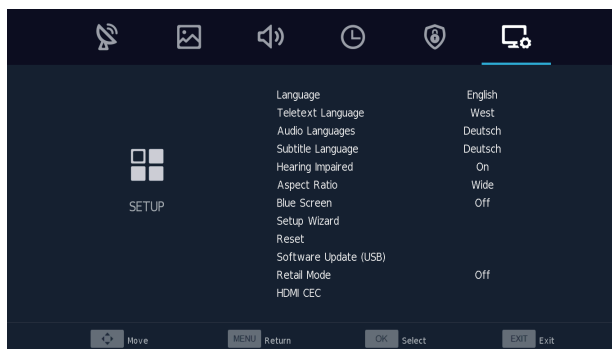 Language English
Teletext Language West
Audio Languages Deutsch
Subtitle Language Deutsch
Hearing Impaired On
Aspect Ratio Wide
Blue Screen Off
Setup Wizard
Reset
Software Update (USB)
Retail Mode Off
HDMI CEC
SETUP
Move MENU Return OK Select EXIT Exit